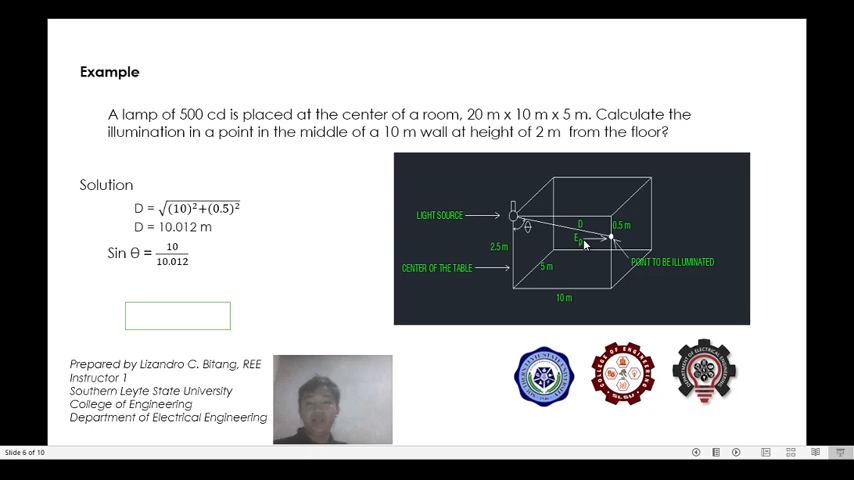 Example
A lamp of 500 cd is placed at the center of a room, 20 m x 10 m x 5 m. Calculate the
illumination in a point in the middle of a 10 m wall at height of 2 m from the floor?
Solution
D = √(10)²+(0.5)²
D = 10.012 m
Sin Θ = 10/10.012
LIGHT SOURCE
Θ
D
0.5 m
Ep
2.5 m
POINT TO BE ILLUMINATED
CENTER OF THE TABLE
5 m
10 m
Prepared by Lizandro C. Bitang, REE
Instructor 1
Southern Leyte State University
College of Engineering
Department of Electrical Engineering
SLSU
Slide 6 of 10